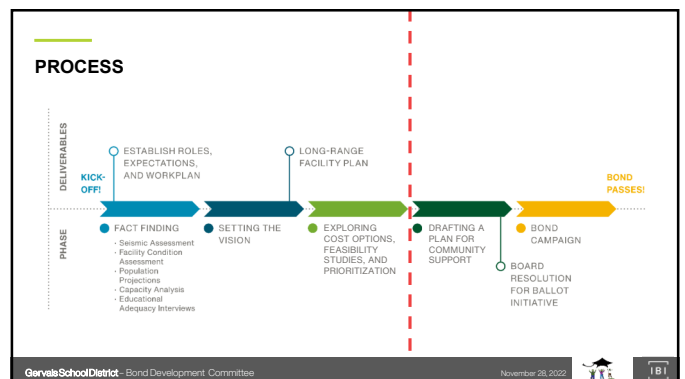 PROCESS
DELIVERABLES
KICK-
OFF!
ESTABLISH ROLES,
EXPECTATIONS,
AND WORKPLAN
LONG-RANGE
FACILITY PLAN
BOND
PASSES!
PHASE
FACT FINDING
· Seismic Assessment
· Facility Condition
Assessment
· Population
Projections
· Capacity Analysis
· Educational
Adequacy Interviews
SETTING THE
VISION
EXPLORING
COST OPTIONS,
FEASIBILITY
STUDIES, AND
PRIORITIZATION
DRAFTING A
PLAN FOR
COMMUNITY
SUPPORT
BOARD
RESOLUTION
FOR BALLOT
INITIATIVE
BOND
CAMPAIGN
Gervais School District – Bond Development Committee
November 28, 2022
IBI